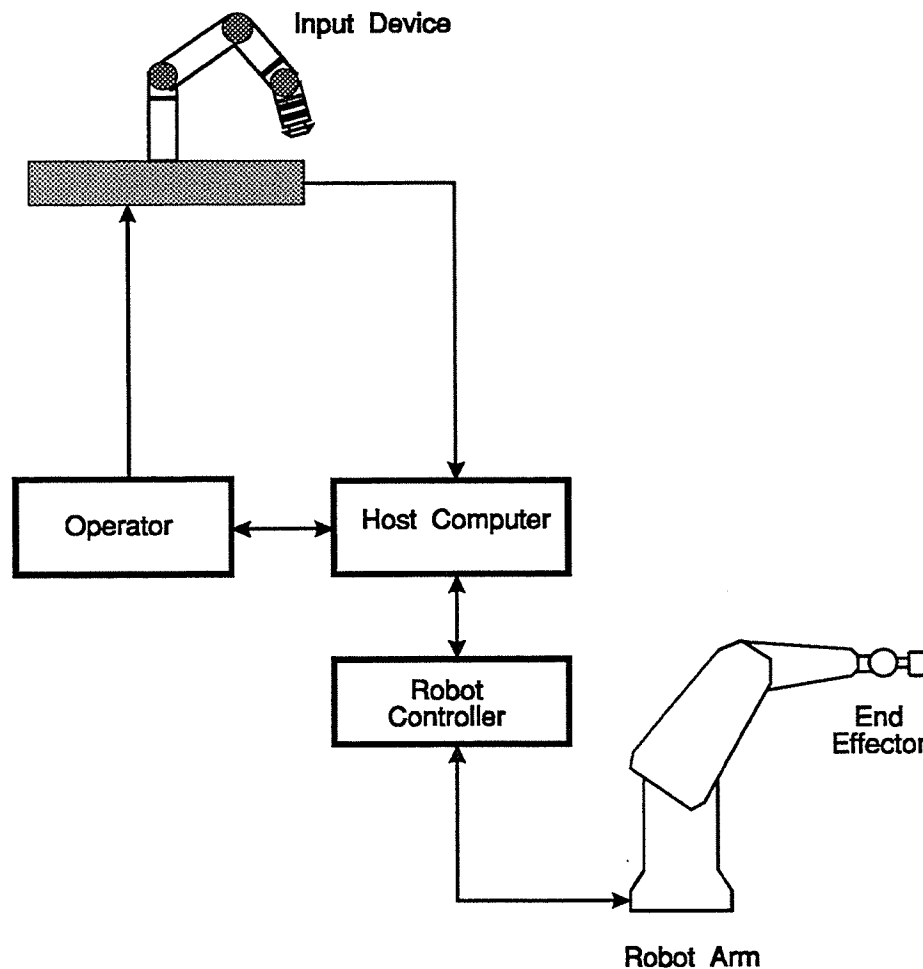 Input Device
Operator
Host Computer
Robot
Controller
End
Effector
Robot Arm